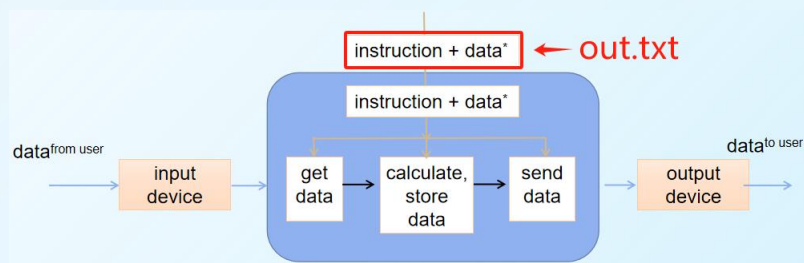 instruction + data*
out.txt
instruction + data*
data from user
input
device
get
data
calculate,
store
data
send
data
data to user
output
device